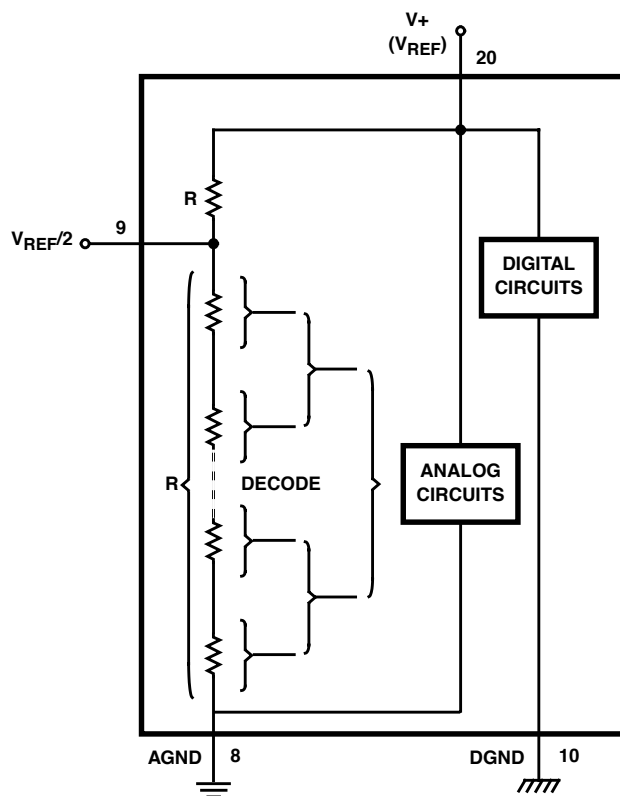 V+
(VREF)
20
R
VREF/2
9
DIGITAL
CIRCUITS
R
DECODE
ANALOG
CIRCUITS
AGND
8
DGND
10